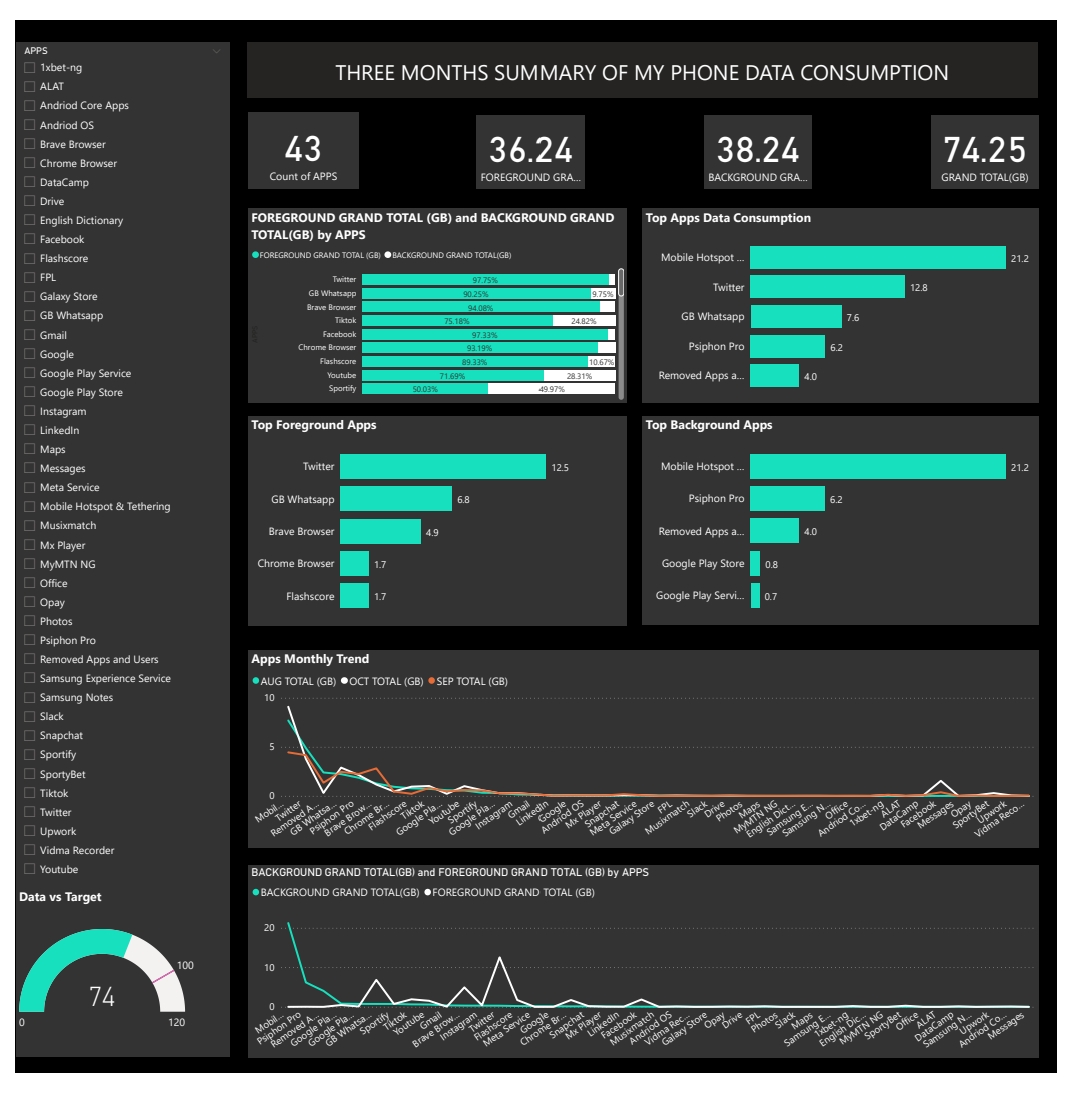 APPS
1xbet-ng
ALAT
Andriod Core Apps
Andriod OS
Brave Browser
Chrome Browser
DataCamp
Drive
English Dictionary
Facebook
Flashscore
FPL
Galaxy Store
GB Whatsapp
Gmail
Google
Google Play Service
Google Play Store
Instagram
LinkedIn
Maps
Messages
Meta Service
Mobile Hotspot & Tethering
Musixmatch
Mx Player
MyMTN NG
Office
Opay
Photos
Psiphon Pro
Removed Apps and Users
Samsung Experience Service
Samsung Notes
Slack
Snapchat
Sportify
SportyBet
Tiktok
Twitter
Upwork
Vidma Recorder
Youtube
Data vs Target
100
74
0
120
THREE MONTHS SUMMARY OF MY PHONE DATA CONSUMPTION
43
Count of APPS
36.24
FOREGROUND GRA...
38.24
BACKGROUND GRA...
74.25
GRAND TOTAL(GB)
FOREGROUND GRAND TOTAL (GB) and BACKGROUND GRAND
TOTAL(GB) by APPS
FOREGROUND GRAND TOTAL (GB) BACKGROUND GRAND TOTAL(GB)
APPS
Twitter 97.75%
GB Whatsapp 90.25% 9.75%
Brave Browser 94.08%
Tiktok 75.18% 24.82%
Facebook 97.33%
Chrome Browser 93.19%
Flashscore 89.33% 10.67%
Youtube 71.69% 28.31%
Sportify 50.03% 49.97%
Top Apps Data Consumption
Mobile Hotspot ... 21.2
Twitter 12.8
GB Whatsapp 7.6
Psiphon Pro 6.2
Removed Apps a... 4.0
Top Foreground Apps
Twitter 12.5
GB Whatsapp 6.8
Brave Browser 4.9
Chrome Browser 1.7
Flashscore 1.7
Top Background Apps
Mobile Hotspot ... 21.2
Psiphon Pro 6.2
Removed Apps a... 4.0
Google Play Store 0.8
Google Play Servi... 0.7
Apps Monthly Trend
AUG TOTAL (GB) OCT TOTAL (GB) SEP TOTAL (GB)
10
5
0
Mobil...
Twitter
Removed A...
GB Whatsa...
Psiphon Pro
Brave Brow...
Chrome Br...
Flashscore
Tiktok
Google Pla...
Youtube
Sportify
Google Pla...
Instagram
Gmail
LinkedIn
Google
Andriod OS
Mx Player
Snapchat
Meta Service
Galaxy Store
FPL
Musixmatch
Slack
Drive
Photos
Maps
MyMTN NG
English Dict...
Samsung E...
Samsung N...
Office
Andriod Co...
1xbet-ng
ALAT
DataCamp
Facebook
Messages
Opay
SportyBet
Upwork
Vidma Reco...
BACKGROUND GRAND TOTAL(GB) and FOREGROUND GRAND TOTAL (GB) by APPS
BACKGROUND GRAND TOTAL(GB) FOREGROUND GRAND TOTAL (GB)
20
10
0
Mobil...
Psiphon Pro
Removed A...
Google Pla...
Google Pla...
GB Whatsa...
Sportify
Tiktok
Youtube
Gmail
Brave Brow...
Instagram
Twitter
Flashscore
Meta Service
Google
Chrome Br...
Snapchat
Mx Player
LinkedIn
Facebook
Musixmatch
Andriod OS
Vidma Rec...
Galaxy Store
Opay
Drive
FPL
Photos
Slack
Maps
Samsung E...
1xbet-ng
English Dic...
MyMTN NG
SportyBet
Office
ALAT
DataCamp
Samsung N...
Upwork
Andriod Co...
Messages